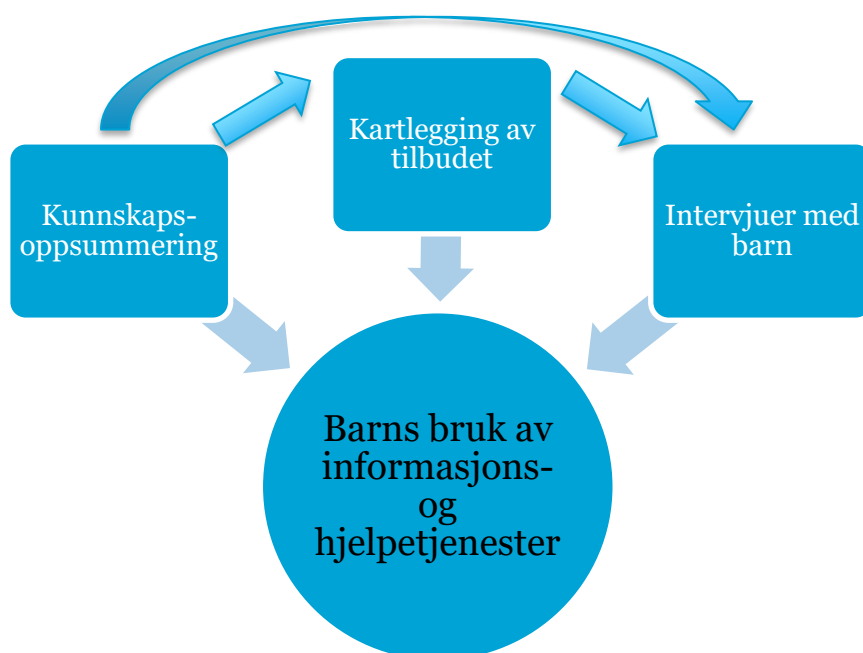 Kunnskaps-
oppsummering
Kartlegging av
tilbudet
Intervjuer med
barn
Barns bruk av
informasjons-
og
hjelpetjenester